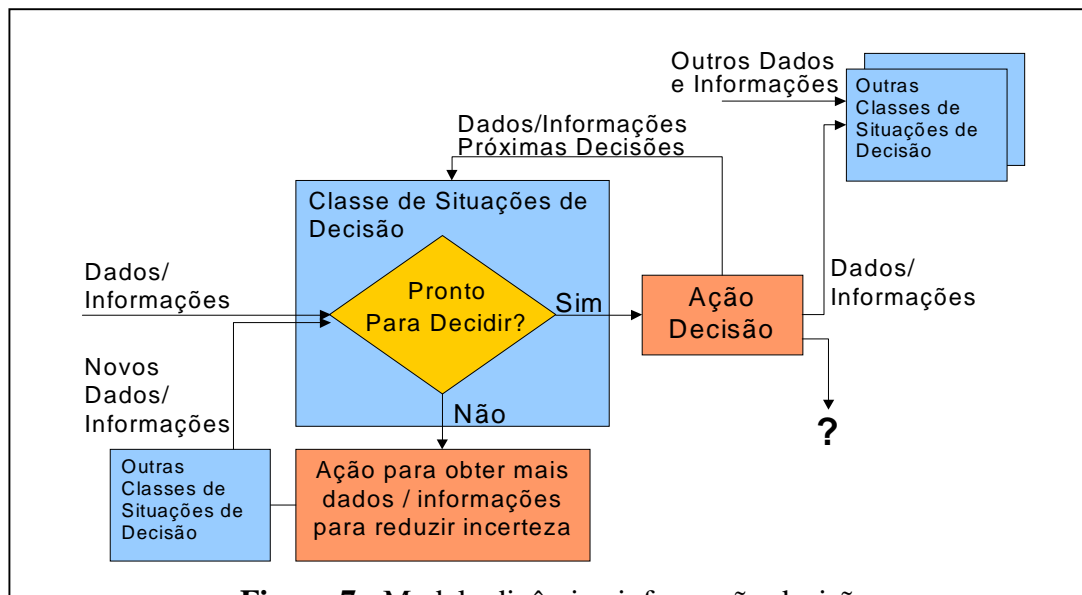 Outros Dados
e Informações
Outras
Classes de
Situações de
Decisão
Dados/Informações
Próximas Decisões
Classe de Situações de
Decisão
Dados/
Informações
Pronto
Para Decidir?
Sim
Ação
Decisão
Dados/
Informações
Novos
Dados/
Informações
Não
?
Outras
Classes de
Situações de
Decisão
Ação para obter mais
dados / informações
para reduzir incerteza